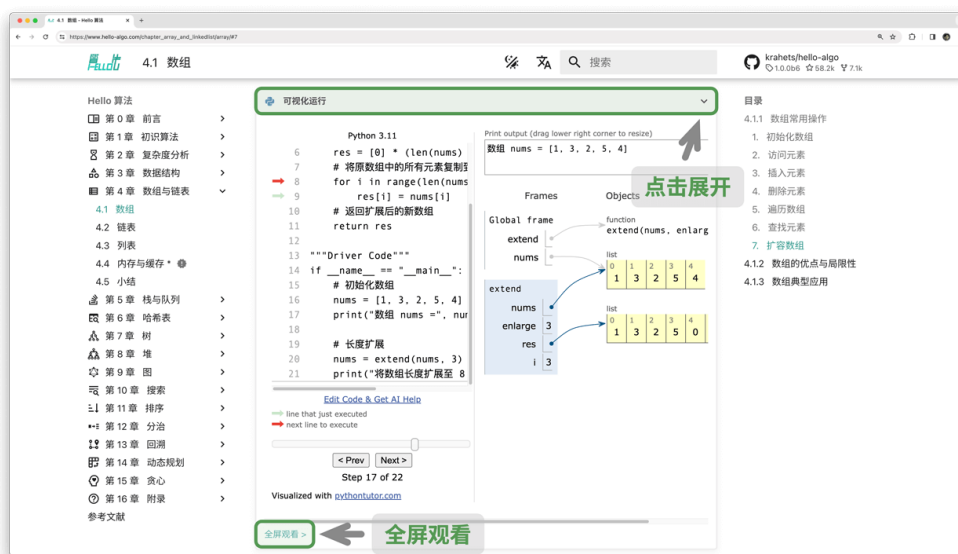 4.1 数组 - Hello 算法
https://www.hello-algo.com/chapter_array_and_linkedlist/array/#7
4.1 数组
搜索
krahets/hello-algo
1.0.0b6 58.2k 7.1k
Hello 算法
第 0 章 前言
第 1 章 初识算法
第 2 章 复杂度分析
第 3 章 数据结构
第 4 章 数组与链表
4.1 数组
4.2 链表
4.3 列表
4.4 内存与缓存 *
4.5 小结
第 5 章 栈与队列
第 6 章 哈希表
第 7 章 树
第 8 章 堆
第 9 章 图
第 10 章 搜索
第 11 章 排序
第 12 章 分治
第 13 章 回溯
第 14 章 动态规划
第 15 章 贪心
第 16 章 附录
参考文献
可视化运行
Python 3.11
6 res = [0] * (len(nums)
7 # 将原数组中的所有元素复制到
8 for i in range(len(nums
9 res[i] = nums[i]
10 # 返回扩展后的新数组
11 return res
12
13 """Driver Code"""
14 if __name__ == "__main__":
15 # 初始化数组
16 nums = [1, 3, 2, 5, 4]
17 print("数组 nums =", num
18
19 # 长度扩展
20 nums = extend(nums, 3)
21 print("将数组长度扩展至 8
Edit Code & Get AI Help
line that just executed
next line to execute
< Prev Next >
Step 17 of 22
Visualized with pythontutor.com
全屏观看 >
全屏观看
Print output (drag lower right corner to resize)
数组 nums = [1, 3, 2, 5, 4]
点击展开
Frames Objects
Global frame
extend
nums
function
extend(nums, enlarg
list
0 1 2 3 4
1 3 2 5 4
extend
nums
enlarge 3
res
i 3
list
0 1 2 3 4
1 3 2 5 0
目录
4.1.1 数组常用操作
1. 初始化数组
2. 访问元素
3. 插入元素
4. 删除元素
5. 遍历数组
6. 查找元素
7. 扩容数组
4.1.2 数组的优点与局限性
4.1.3 数组典型应用